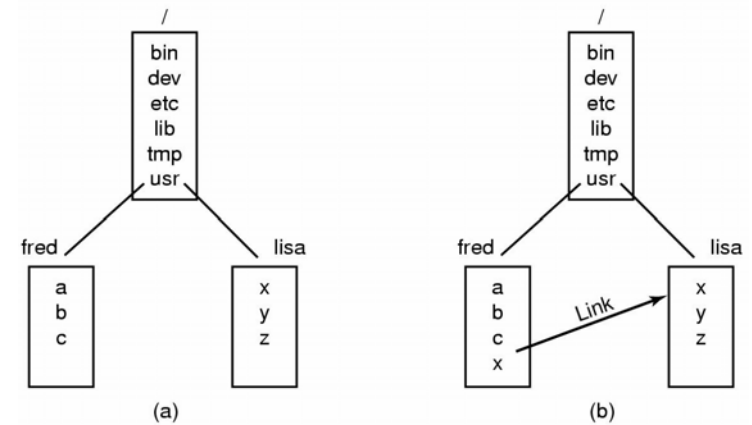 /
bin
dev
etc
lib
tmp
usr
fred
lisa
a
b
c
x
y
z
(a)
/
bin
dev
etc
lib
tmp
usr
fred
lisa
a
b
c
x
Link
x
y
z
(b)